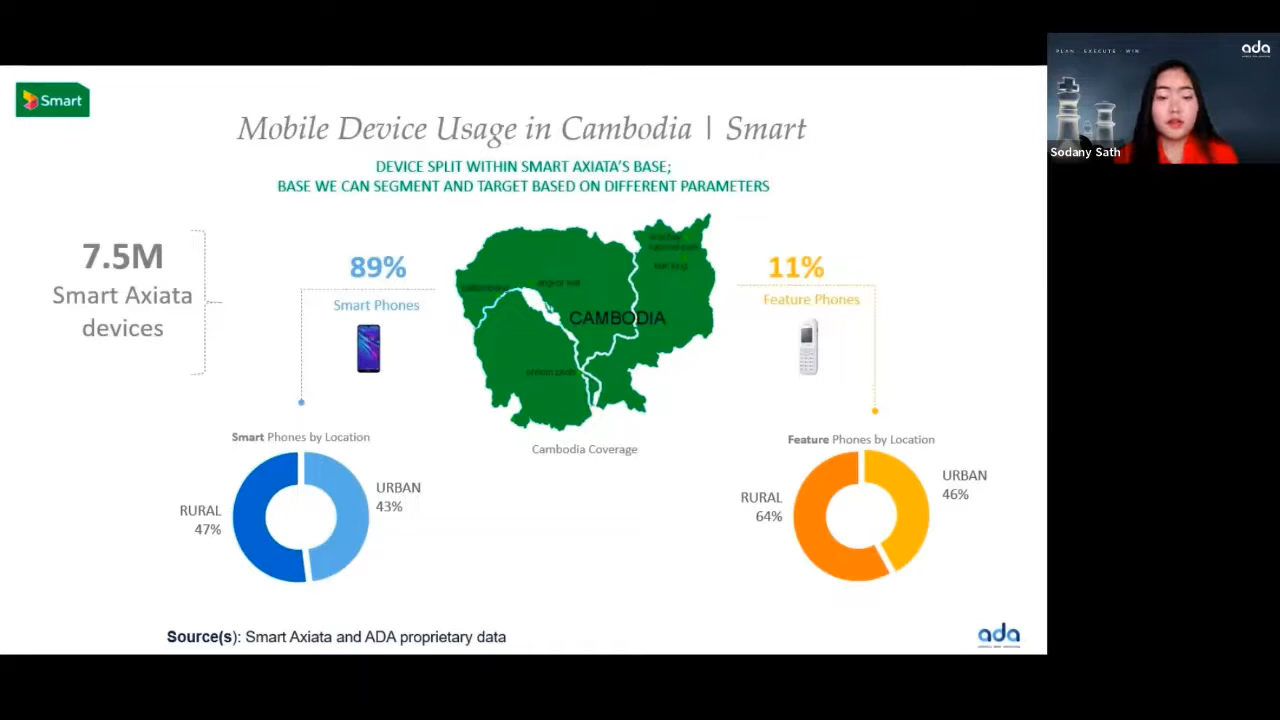 Smart
Mobile Device Usage in Cambodia | Smart
DEVICE SPLIT WITHIN SMART AXIATA'S BASE;
BASE WE CAN SEGMENT AND TARGET BASED ON DIFFERENT PARAMETERS
7.5M
Smart Axiata
devices
89%
Smart Phones
CAMBODIA
phnom penh
11%
Feature Phones
Smart Phones by Location
RURAL
47%
URBAN
43%
Cambodia Coverage
Feature Phones by Location
RURAL
64%
URBAN
46%
Source(s): Smart Axiata and ADA proprietary data
ada
PLAN . EXECUTE . WIN
ada
Sodany Sath